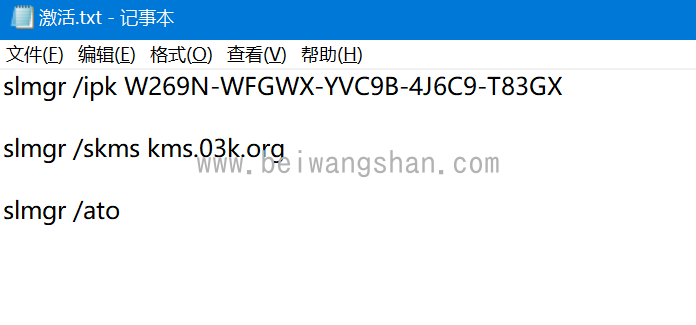 激活.txt - 记事本
文件(F) 编辑(E) 格式(O) 查看(V) 帮助(H)
slmgr /ipk W269N-WFGWX-YVC9B-4J6C9-T83GX
slmgr /skms kms.03k.org
www.beiwangshan.com
slmgr /ato